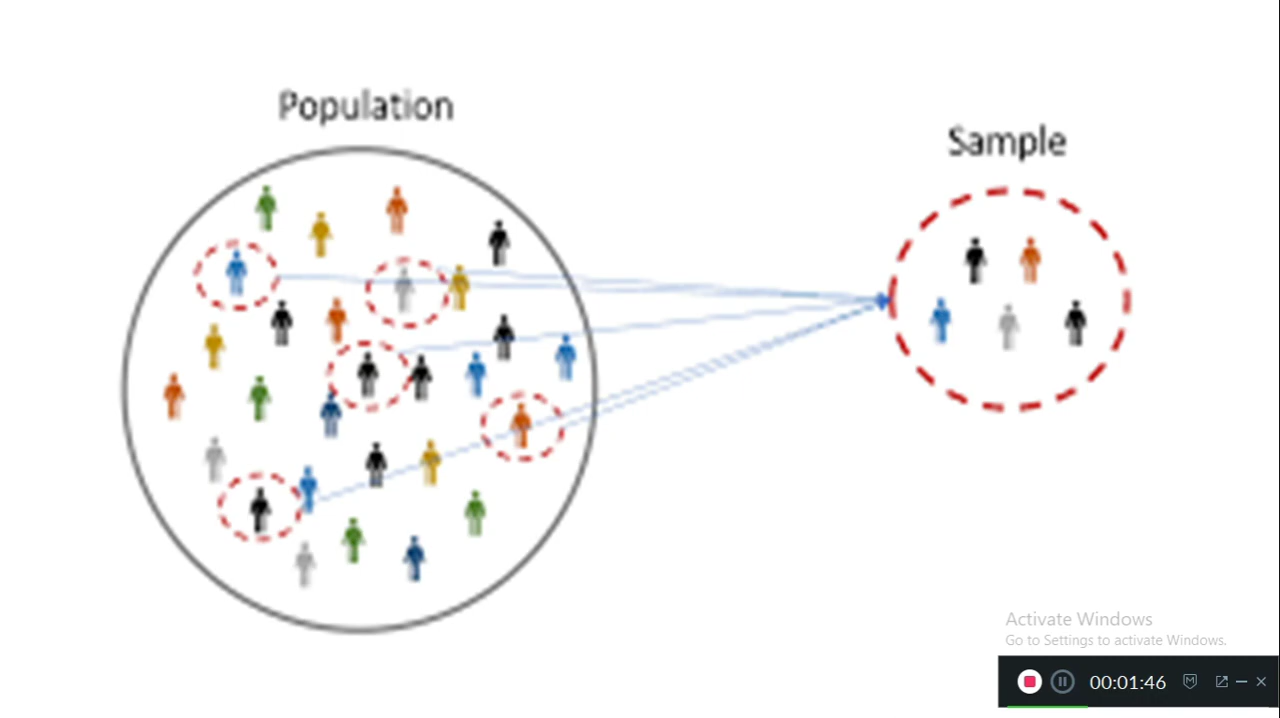 Population
Sample
Activate Windows
Go to Settings to activate Windows.
00:01:46